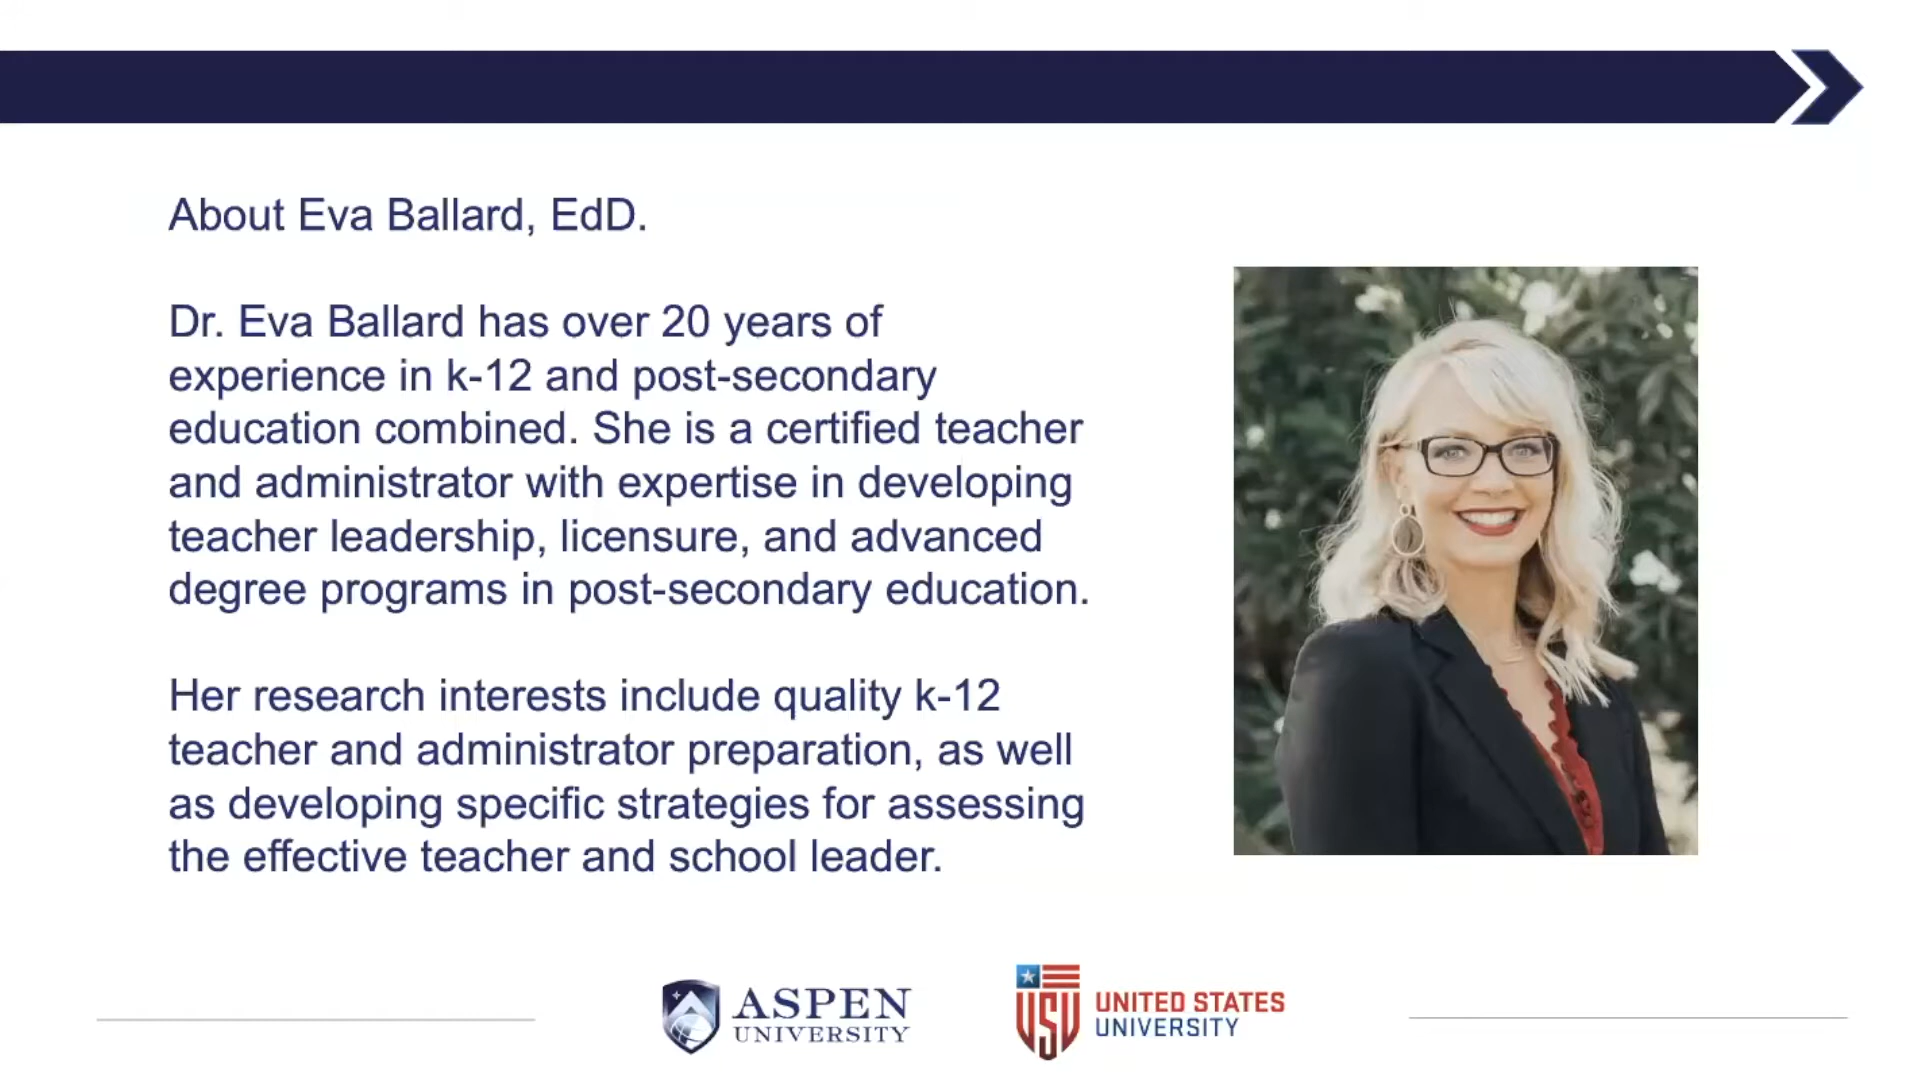 About Eva Ballard, EdD.
Dr. Eva Ballard has over 20 years of
experience in k-12 and post-secondary
education combined. She is a certified teacher
and administrator with expertise in developing
teacher leadership, licensure, and advanced
degree programs in post-secondary education.
Her research interests include quality k-12
teacher and administrator preparation, as well
as developing specific strategies for assessing
the effective teacher and school leader.
ASPEN
UNIVERSITY
USU
UNITED STATES
UNIVERSITY